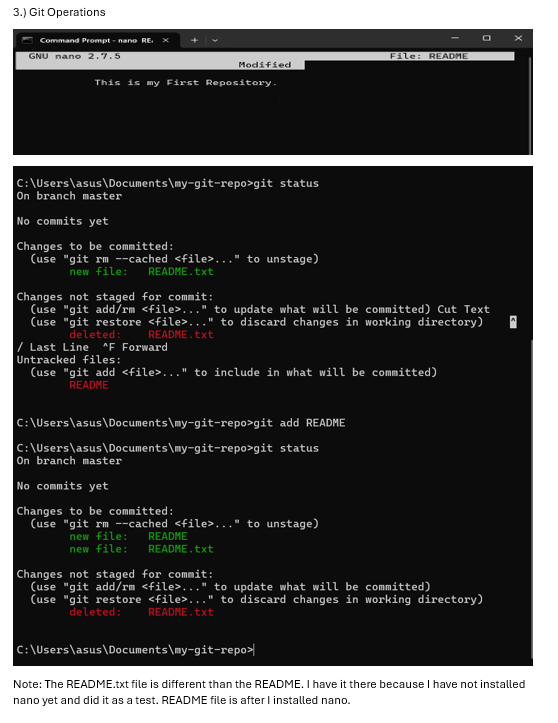 3.) Git Operations
Command Prompt - nano RE.
GNU nano 2.7.5 File: README
Modified
This is my First Repository.
C:\Users\asus\Documents\my-git-repo>git status
On branch master
No commits yet
Changes to be committed:
(use "git rm --cached <file>..." to unstage)
new file: README.txt
Changes not staged for commit:
(use "git add/rm <file>..." to update what will be committed) Cut Text
(use "git restore <file>..." to discard changes in working directory) ^
deleted: README.txt
/ Last Line ^F Forward
Untracked files:
(use "git add <file>..." to include in what will be committed)
README
C:\Users\asus\Documents\my-git-repo>git add README
C:\Users\asus\Documents\my-git-repo>git status
On branch master
No commits yet
Changes to be committed:
(use "git rm --cached <file>..." to unstage)
new file: README
new file: README.txt
Changes not staged for commit:
(use "git add/rm <file>..." to update what will be committed)
(use "git restore <file>..." to discard changes in working directory)
deleted: README.txt
C:\Users\asus\Documents\my-git-repo>
Note: The README.txt file is different than the README. I have it there because I have not installed
nano yet and did it as a test. README file is after I installed nano.